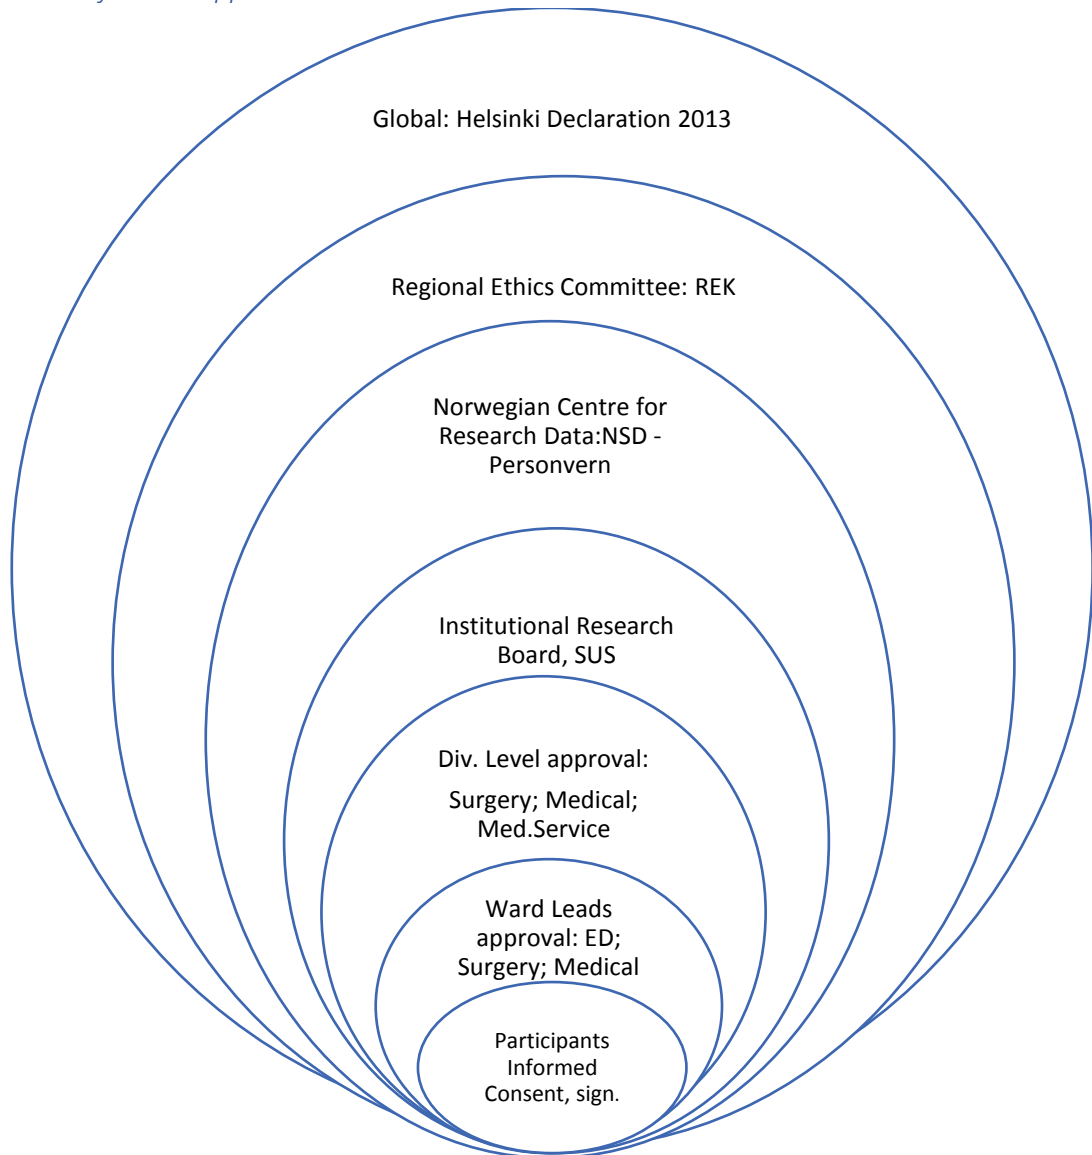 Global: Helsinki Declaration 2013
Regional Ethics Committee: REK
Norwegian Centre for
Research Data:NSD -
Personvern
Institutional Research
Board, SUS
Div. Level approval:
Surgery; Medical;
Med.Service
Ward Leads
approval: ED;
Surgery; Medical
Participants
Informed
Consent, sign.